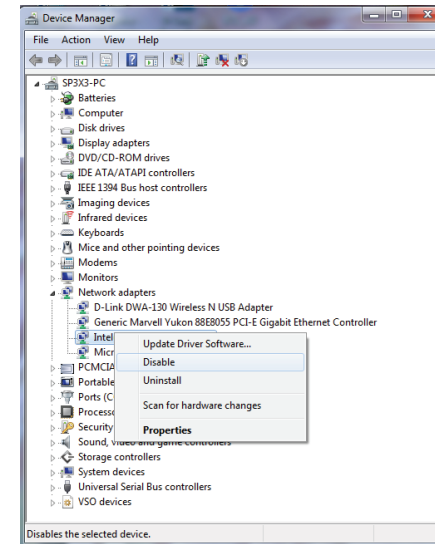 Device Manager
File Action View Help
SP3X3-PC
Batteries
Computer
Disk drives
Display adapters
DVD/CD-ROM drives
IDE ATA/ATAPI controllers
IEEE 1394 Bus host controllers
Imaging devices
Infrared devices
Keyboards
Mice and other pointing devices
Modems
Monitors
Network adapters
D-Link DWA-130 Wireless N USB Adapter
Generic Marvell Yukon 88E8055 PCI-E Gigabit Ethernet Controller
Intel
Micr
PCMCIA
Portable
Ports (C
Processo
Security
Sound, video and game controllers
Storage controllers
System devices
Universal Serial Bus controllers
VSO devices
Update Driver Software...
Disable
Uninstall
Scan for hardware changes
Properties
Disables the selected device.